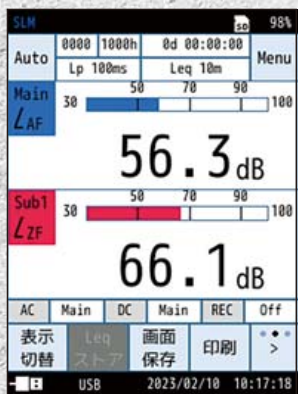 SLM SD 98%
Auto 0000 1000h 0d 00:00:00 Menu
Lp 100ms Leq 10m
Main 30 50 70 90 100
LAF
56.3dB
Sub1 30 50 70 90 100
LZF
66.1dB
AC Main DC Main REC Off
表示切替 Leqストア 画面保存 印刷 >
USB 2023/02/10 10:17:18